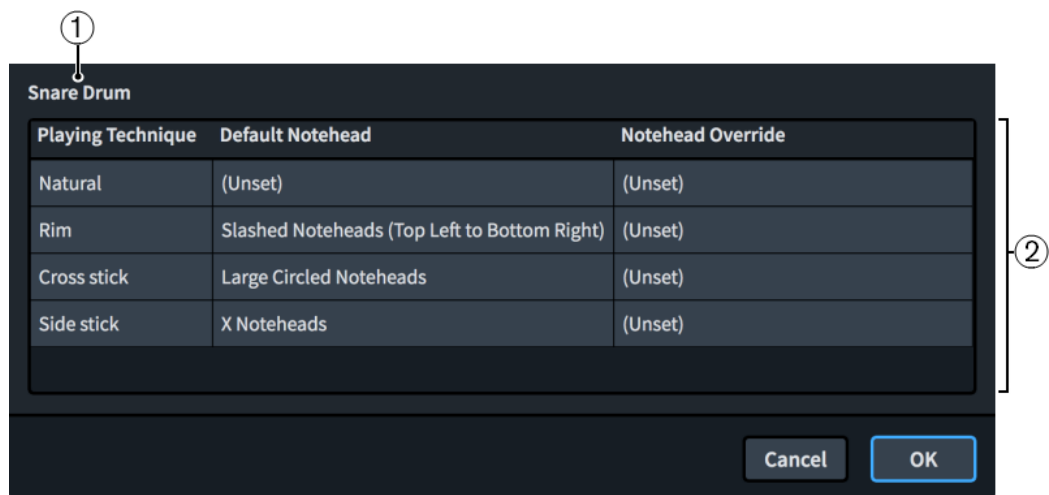 1
Snare Drum
Playing Technique Default Notehead Notehead Override
Natural (Unset) (Unset)
Rim Slashed Noteheads (Top Left to Bottom Right) (Unset)
Cross stick Large Circled Noteheads (Unset)
2
Side stick X Noteheads (Unset)
Cancel OK